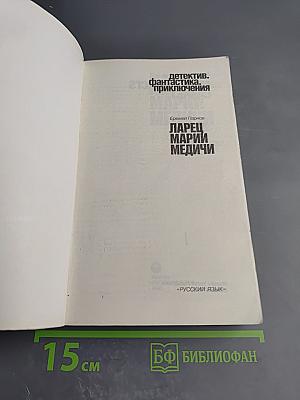 детектив.
фантастика.
приключения
Еремей Парнов
ЛАРЕЦ
МАРИИ
МЕДИЧИ
«РУССКИЙ ЯЗЫК»
15 см
БФ БИБЛИОФАН